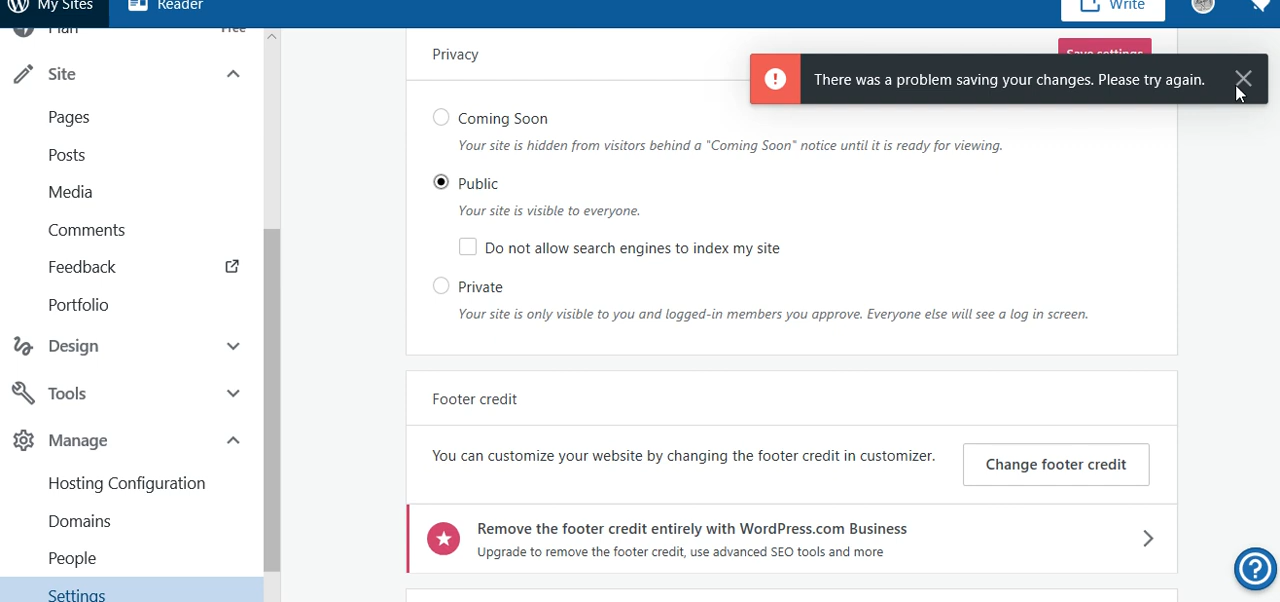 My Sites
Reader
Write
Plan
Free
Site
Pages
Posts
Media
Comments
Feedback
Portfolio
Design
Tools
Manage
Hosting Configuration
Domains
People
Settings
Privacy
Save settings
There was a problem saving your changes. Please try again.
Coming Soon
Your site is hidden from visitors behind a "Coming Soon" notice until it is ready for viewing.
Public
Your site is visible to everyone.
Do not allow search engines to index my site
Private
Your site is only visible to you and logged-in members you approve. Everyone else will see a log in screen.
Footer credit
You can customize your website by changing the footer credit in customizer.
Change footer credit
Remove the footer credit entirely with WordPress.com Business
Upgrade to remove the footer credit, use advanced SEO tools and more